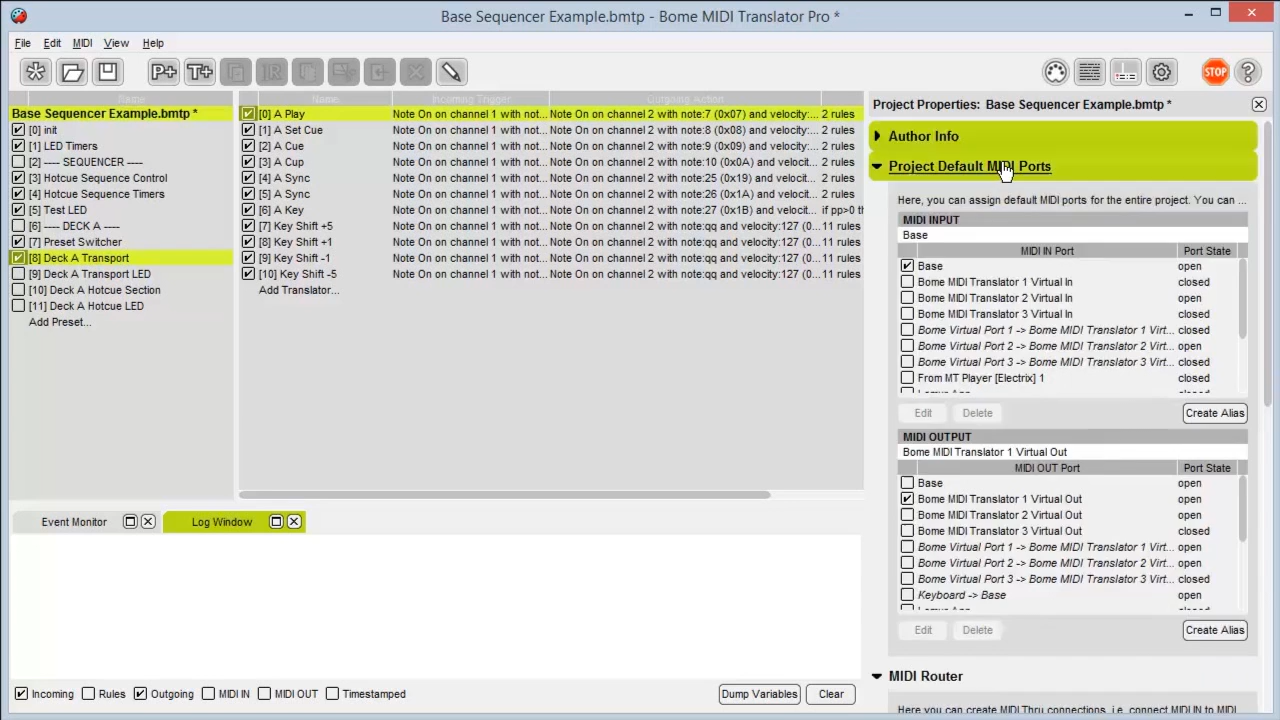 Base Sequencer Example.bmtp - Bome MIDI Translator Pro *
File Edit MIDI View Help
P+ T+ STOP ?
Name
Base Sequencer Example.bmtp *
[0] init
[1] LED Timers
[2] ---- SEQUENCER ----
[3] Hotcue Sequence Control
[4] Hotcue Sequence Timers
[5] Test LED
[6] ---- DECK A ----
[7] Preset Switcher
[8] Deck A Transport
[9] Deck A Transport LED
[10] Deck A Hotcue Section
[11] Deck A Hotcue LED
Add Preset...
Name Incoming Trigger Outgoing Action
[0] A Play Note On on channel 1 with not... Note On on channel 2 with note:7 (0x07) and velocity:... 2 rules
[1] A Set Cue Note On on channel 1 with not... Note On on channel 2 with note:8 (0x08) and velocity:... 2 rules
[2] A Cue Note On on channel 1 with not... Note On on channel 2 with note:9 (0x09) and velocity:... 2 rules
[3] A Cup Note On on channel 1 with not... Note On on channel 2 with note:10 (0x0A) and velocit... 2 rules
[4] A Sync Note On on channel 1 with not... Note On on channel 2 with note:25 (0x19) and velocit... 2 rules
[5] A Sync Note On on channel 1 with not... Note On on channel 2 with note:26 (0x1A) and velocit... 2 rules
[6] A Key Note On on channel 1 with not... Note On on channel 2 with note:27 (0x1B) and velocit... if pp>0 th
[7] Key Shift +5 Note On on channel 1 with not... Note On on channel 2 with note:qq and velocity:127 (0... 11 rules
[8] Key Shift +1 Note On on channel 1 with not... Note On on channel 2 with note:qq and velocity:127 (0... 11 rules
[9] Key Shift -1 Note On on channel 1 with not... Note On on channel 2 with note:qq and velocity:127 (0... 11 rules
[10] Key Shift -5 Note On on channel 1 with not... Note On on channel 2 with note:qq and velocity:127 (0... 11 rules
Add Translator...
Event Monitor Log Window
Incoming Rules Outgoing MIDI IN MIDI OUT Timestamped Dump Variables Clear
Project Properties: Base Sequencer Example.bmtp *
Author Info
Project Default MIDI Ports
Here, you can assign default MIDI ports for the entire project. You can ...
MIDI INPUT
Base
MIDI IN Port Port State
Base open
Bome MIDI Translator 1 Virtual In closed
Bome MIDI Translator 2 Virtual In open
Bome MIDI Translator 3 Virtual In closed
Bome Virtual Port 1 -> Bome MIDI Translator 1 Virt... closed
Bome Virtual Port 2 -> Bome MIDI Translator 2 Virt... open
Bome Virtual Port 3 -> Bome MIDI Translator 3 Virt... closed
From MT Player [Electrix] 1 closed
Edit Delete Create Alias
MIDI OUTPUT
Bome MIDI Translator 1 Virtual Out
MIDI OUT Port Port State
Base open
Bome MIDI Translator 1 Virtual Out open
Bome MIDI Translator 2 Virtual Out open
Bome MIDI Translator 3 Virtual Out closed
Bome Virtual Port 1 -> Bome MIDI Translator 1 Virt... open
Bome Virtual Port 2 -> Bome MIDI Translator 2 Virt... open
Bome Virtual Port 3 -> Bome MIDI Translator 3 Virt... closed
Keyboard -> Base open
Edit Delete Create Alias
MIDI Router
Here you can create MIDI Thru connections, i.e. connect MIDI IN to MIDI